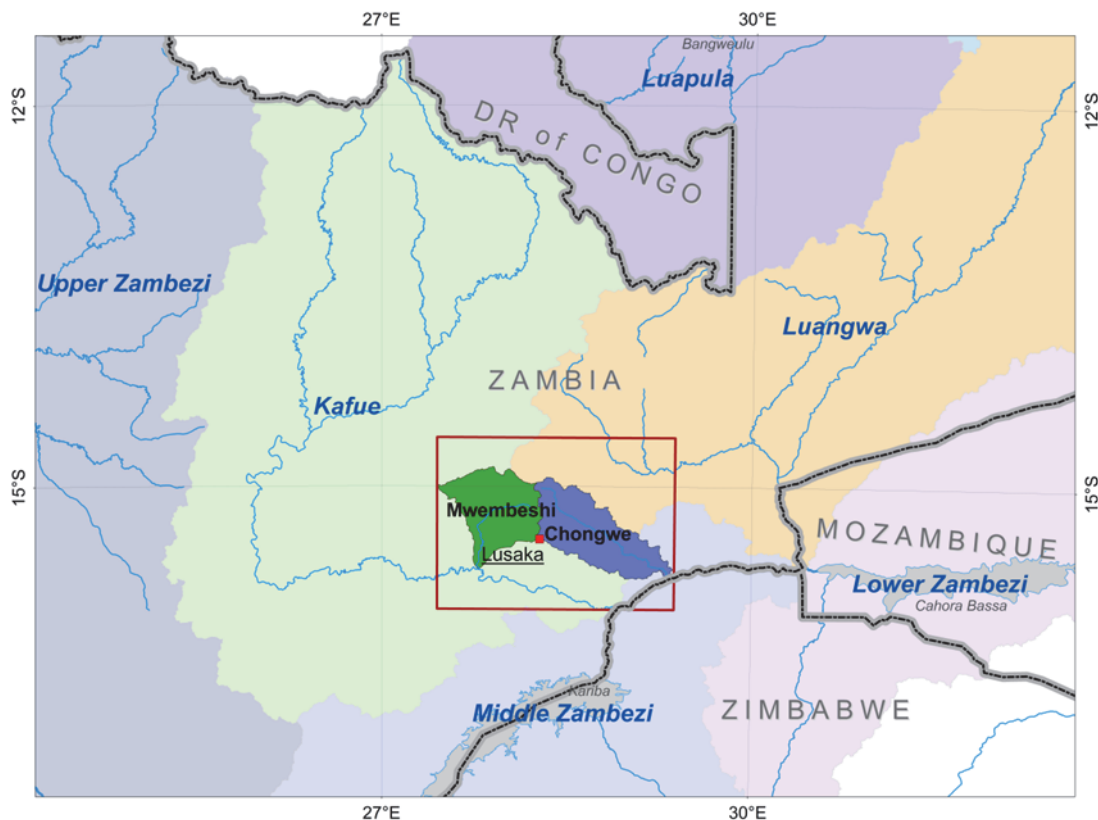 27°E
30°E
Bangweulu
Luapula
12°S
12°S
DR of CONGO
Upper Zambezi
Luangwa
ZAMBIA
Kafue
15°S
15°S
Mwembeshi
Chongwe
Lusaka
MOZAMBIQUE
Lower Zambezi
Cahora Bassa
Kariba
Middle Zambezi
ZIMBABWE
27°E
30°E